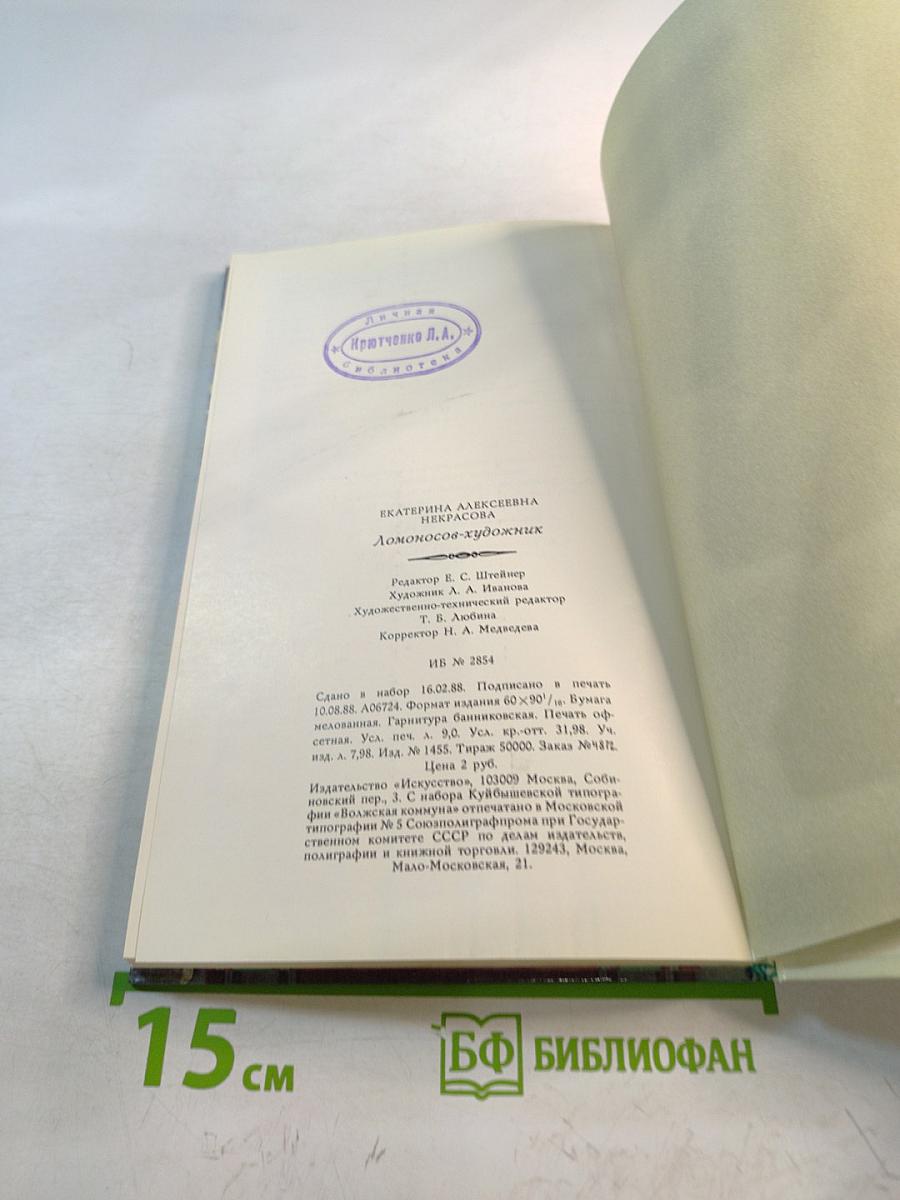 Личная
Крютченко Л.А.
библиотека
ЕКАТЕРИНА АЛЕКСЕЕВНА
НЕКРАСОВА
Ломоносов-художник
Редактор Е. С. Штейнер
Художник Л. А. Иванова
Художественно-технический редактор
Т. Б. Любина
Корректор Н. А. Медведева
ИБ № 2854
Сдано в набор 16.02.88. Подписано в печать
10.08.88. А06724. Формат издания 60×90¹/₁₆. Бумага
мелованная. Гарнитура банниковская. Печать оф-
сетная. Усл. печ. л. 9,0. Усл. кр.-отт. 31,98. Уч.
изд. л. 7,98. Изд. № 1455. Тираж 50000. Заказ №4872.
Цена 2 руб.
Издательство «Искусство», 103009 Москва, Соби-
новский пер., 3. С набора Куйбышевской типогра-
фии «Волжская коммуна» отпечатано в Московской
типографии № 5 Союзполиграфпрома при Государ-
ственном комитете СССР по делам издательств,
полиграфии и книжной торговли. 129243, Москва,
Мало-Московская, 21.
15 см
БФ БИБЛИОФАН